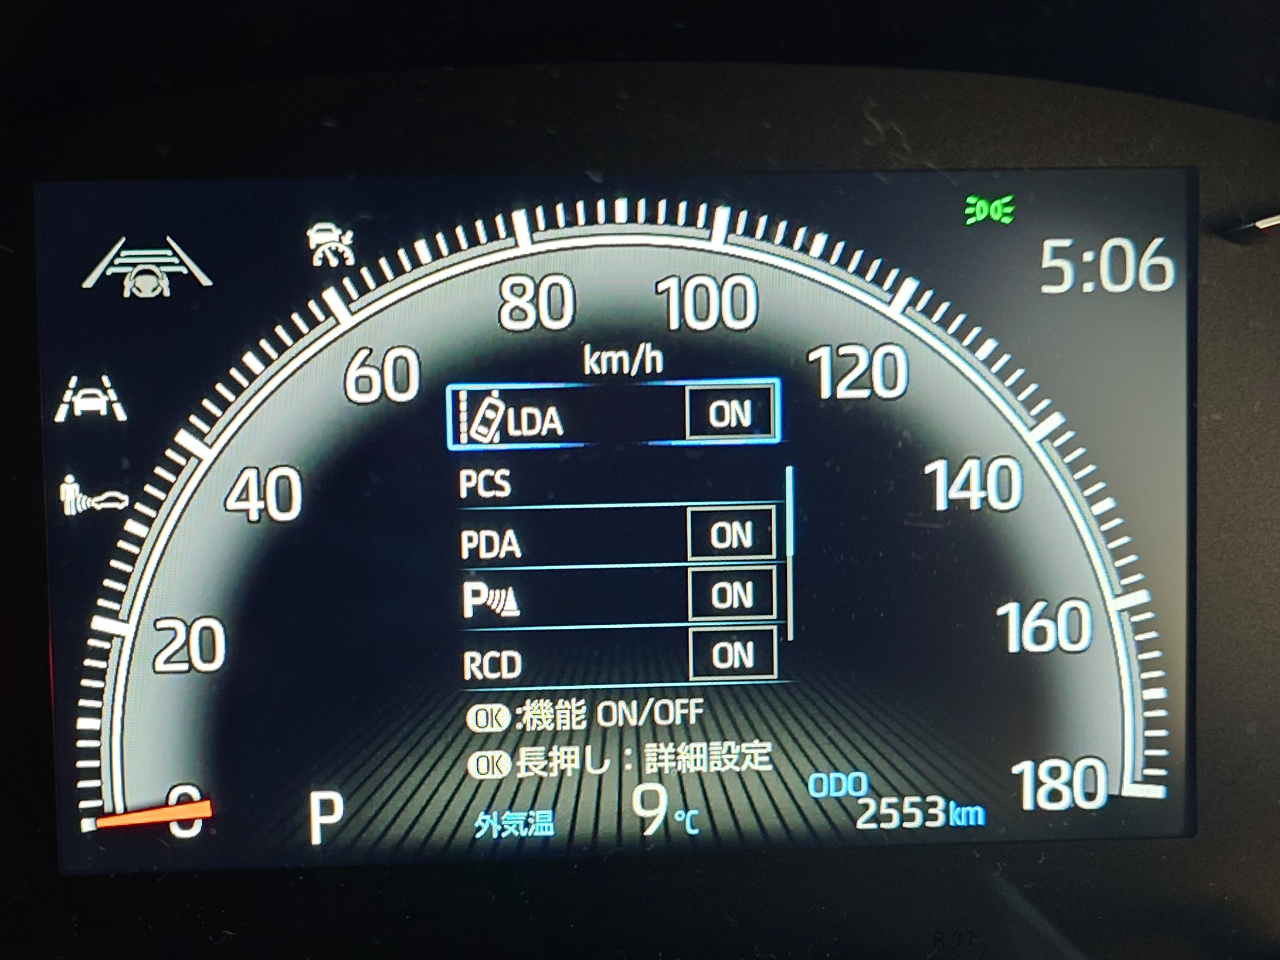 5:06
80
100
km/h
60
120
LDA ON
40
PCS
140
PDA ON
P ON
20
160
RCD ON
OK:機能 ON/OFF
OK長押し：詳細設定
0
P
外気温 9℃
ODO
2553km
180